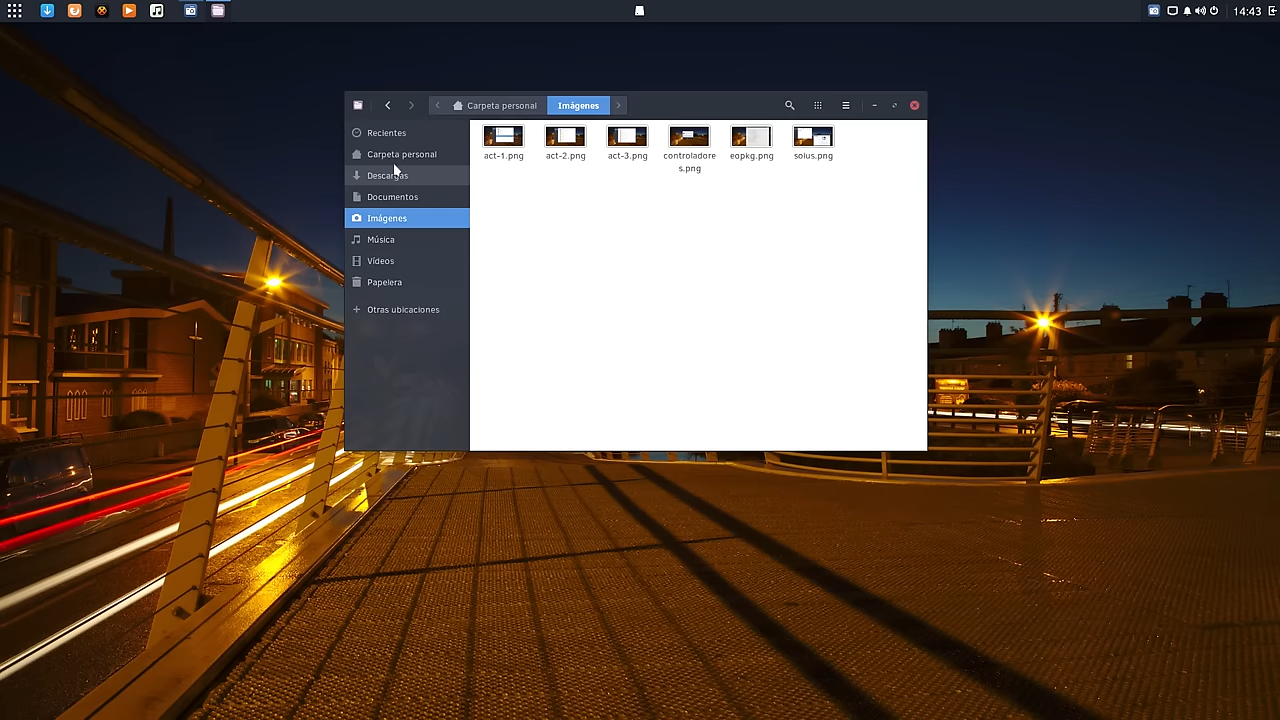 14:43
Carpeta personal
Imágenes
Recientes
Carpeta personal
Descargas
Documentos
Imágenes
Música
Vídeos
Papelera
Otras ubicaciones
act-1.png
act-2.png
act-3.png
controladore
s.png
eopkg.png
solus.png